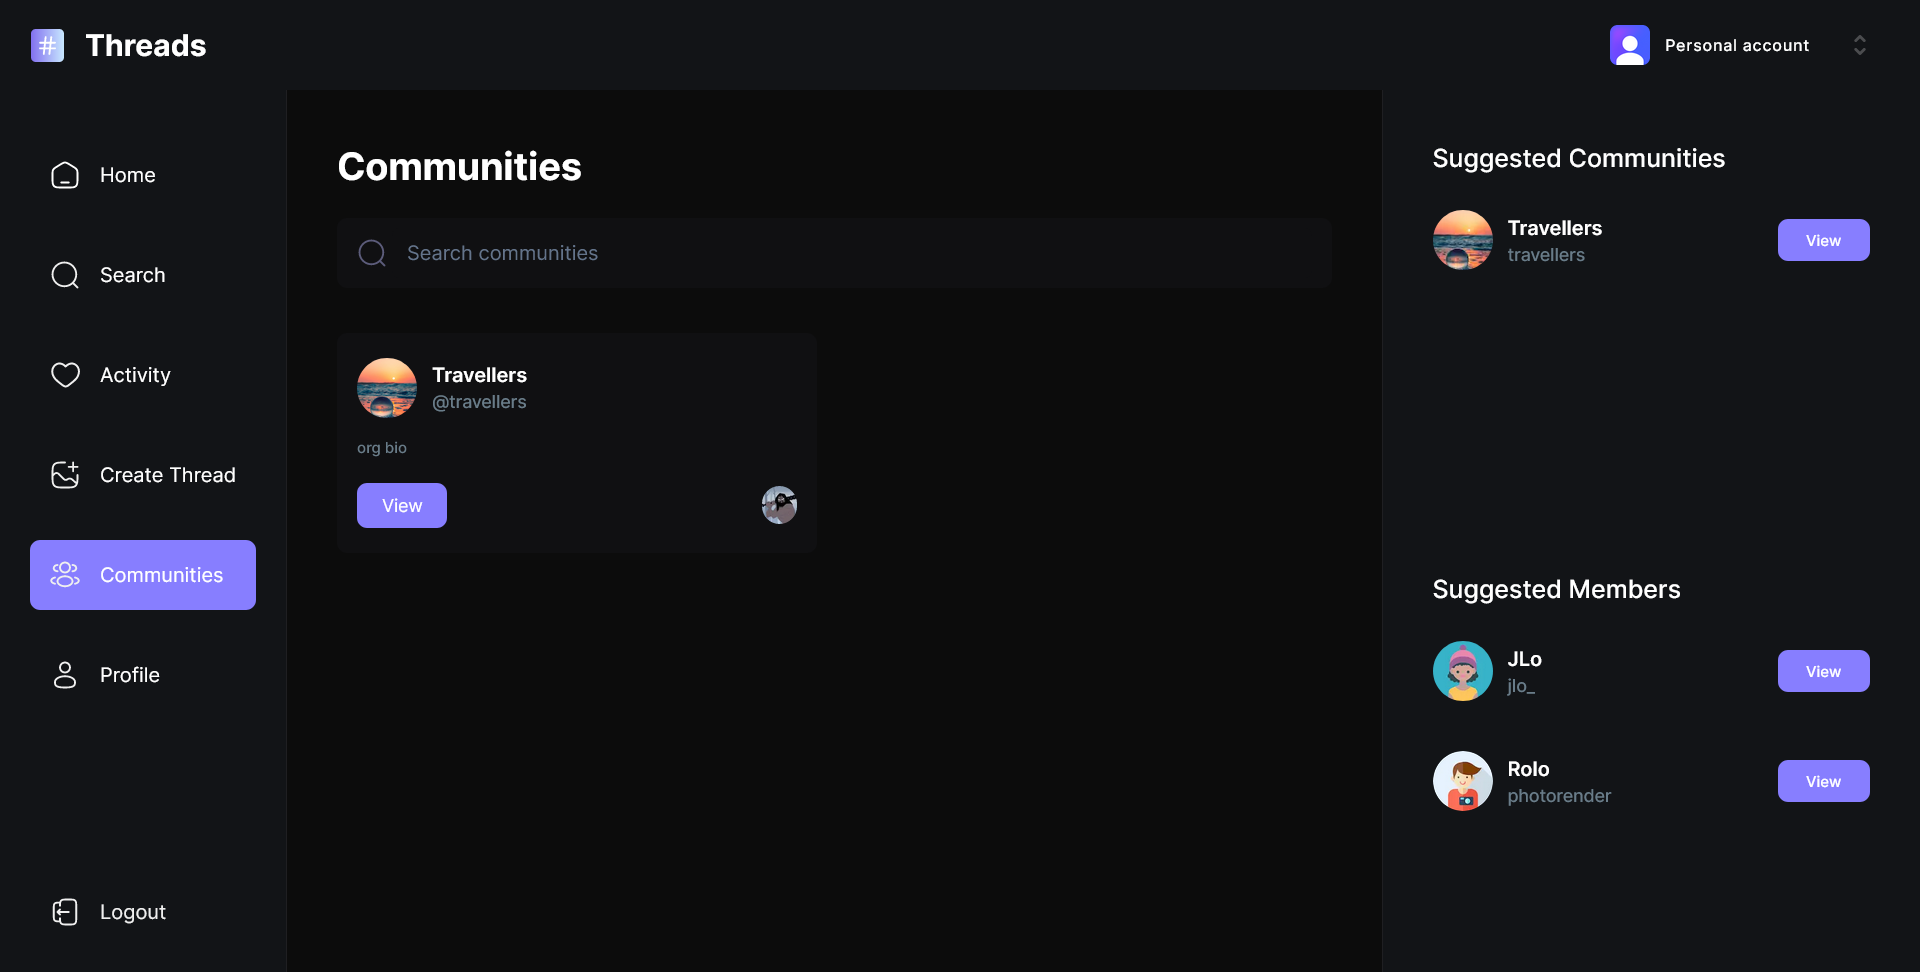 # Threads
Personal account
Home
Search
Activity
Create Thread
Communities
Profile
Logout
Communities
Search communities
Travellers
@travellers
org bio
View
Suggested Communities
Travellers
travellers
View
Suggested Members
JLo
jlo_
View
Rolo
photorender
View